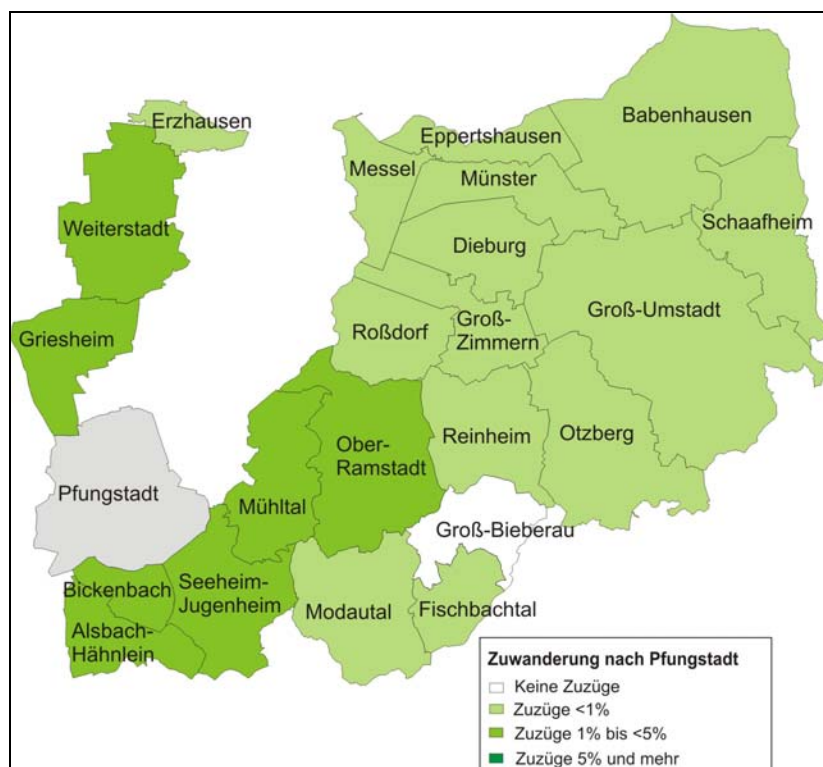 Erzhausen
Eppertshausen
Babenhausen
Messel
Münster
Schaafheim
Weiterstadt
Dieburg
Groß-Umstadt
Griesheim
Roßdorf
Groß-
Zimmern
Ober-
Ramstadt
Reinheim
Otzberg
Pfungstadt
Mühltal
Groß-Bieberau
Bickenbach
Seeheim-
Jugenheim
Modautal
Fischbachtal
Alsbach-
Hähnlein
Zuwanderung nach Pfungstadt
Keine Zuzüge
Zuzüge <1%
Zuzüge 1% bis <5%
Zuzüge 5% und mehr